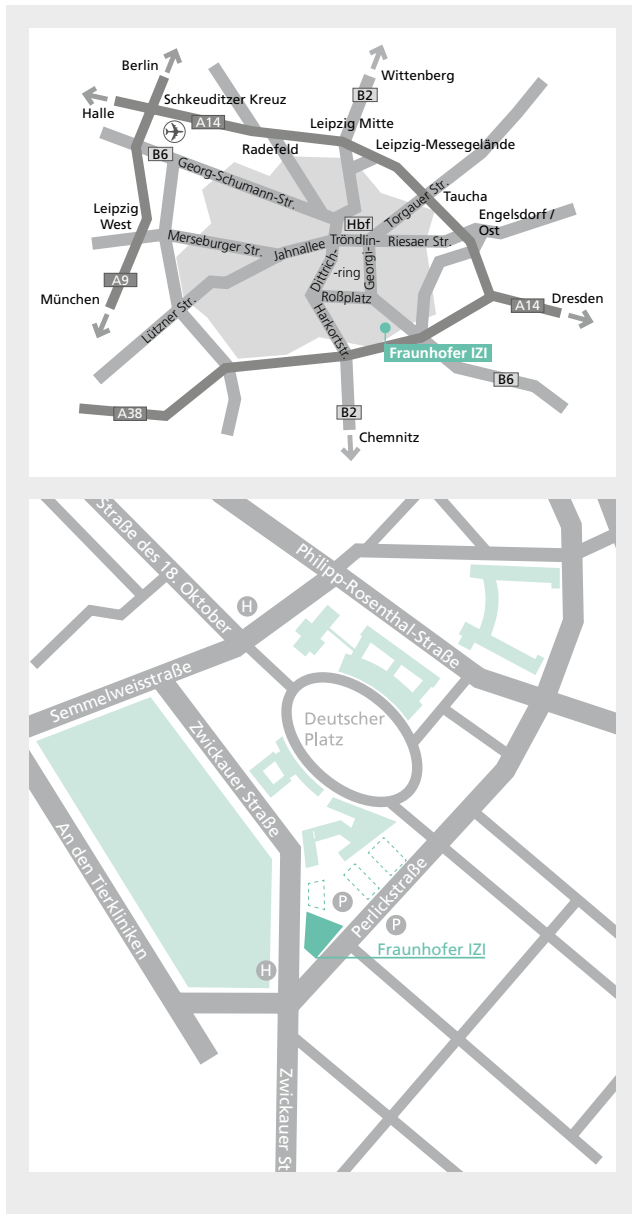 Berlin
Wittenberg
B2
Halle
Schkeuditzer Kreuz
A14
Leipzig Mitte
Radefeld
Leipzig-Messegelände
B6
Georg-Schumann-Str.
Torgauer Str.
Taucha
Leipzig
West
Hbf
Engelsdorf /
Ost
Merseburger Str.
Jahnallee
Tröndlin-
Riesaer Str.
Dittrich-
-ring
Georgi-
A9
München
Roßplatz
A14
Dresden
Lützner Str.
Harkortstr.
Fraunhofer IZI
B6
A38
B2
Chemnitz
Straße des 18. Oktober
Philipp-Rosenthal-Straße
H
Semmelweisstraße
Deutscher
Platz
Zwickauer Straße
An den Tierkliniken
Perlickstraße
P
P
Fraunhofer IZI
H
Zwickauer St